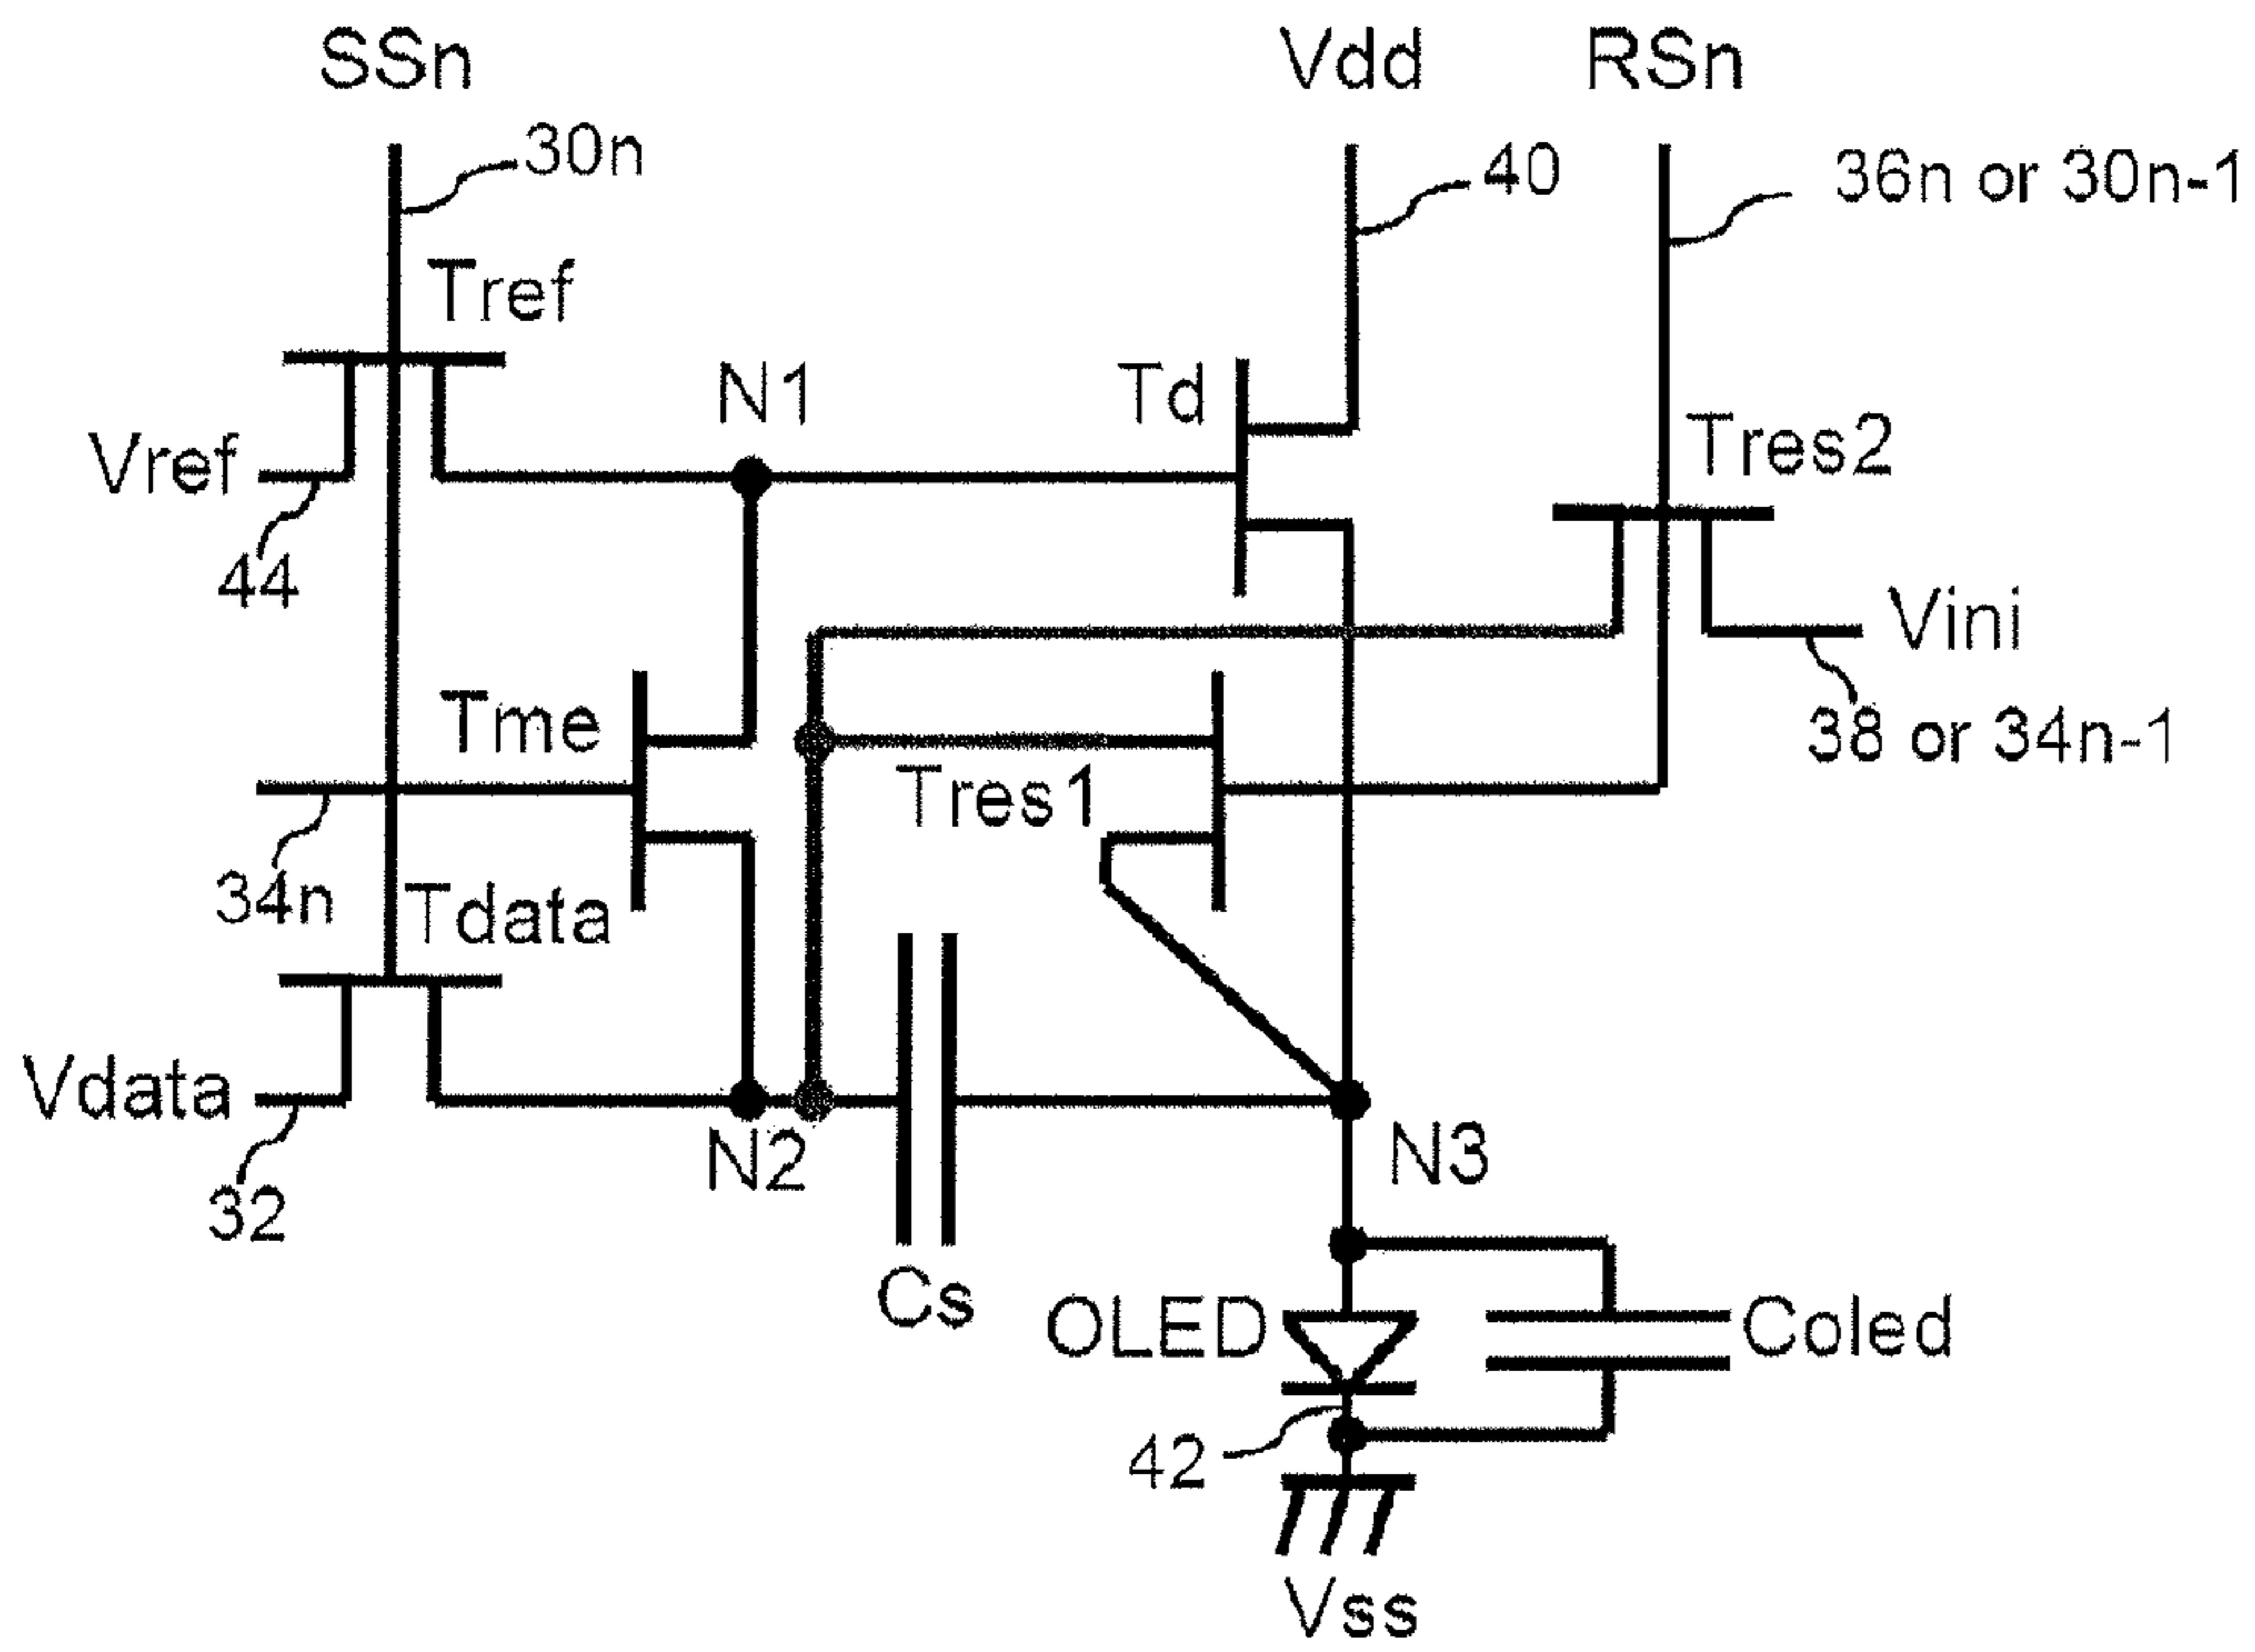 SSn
Vdd
RSn
30n
40
36n or 30n-1
Tref
N1
Td
Tres2
Vref
44
Vini
Tme
38 or 34n-1
Tres1
34n
Tdata
Vdata
N2
N3
32
Cs
OLED
Coled
42
Vss